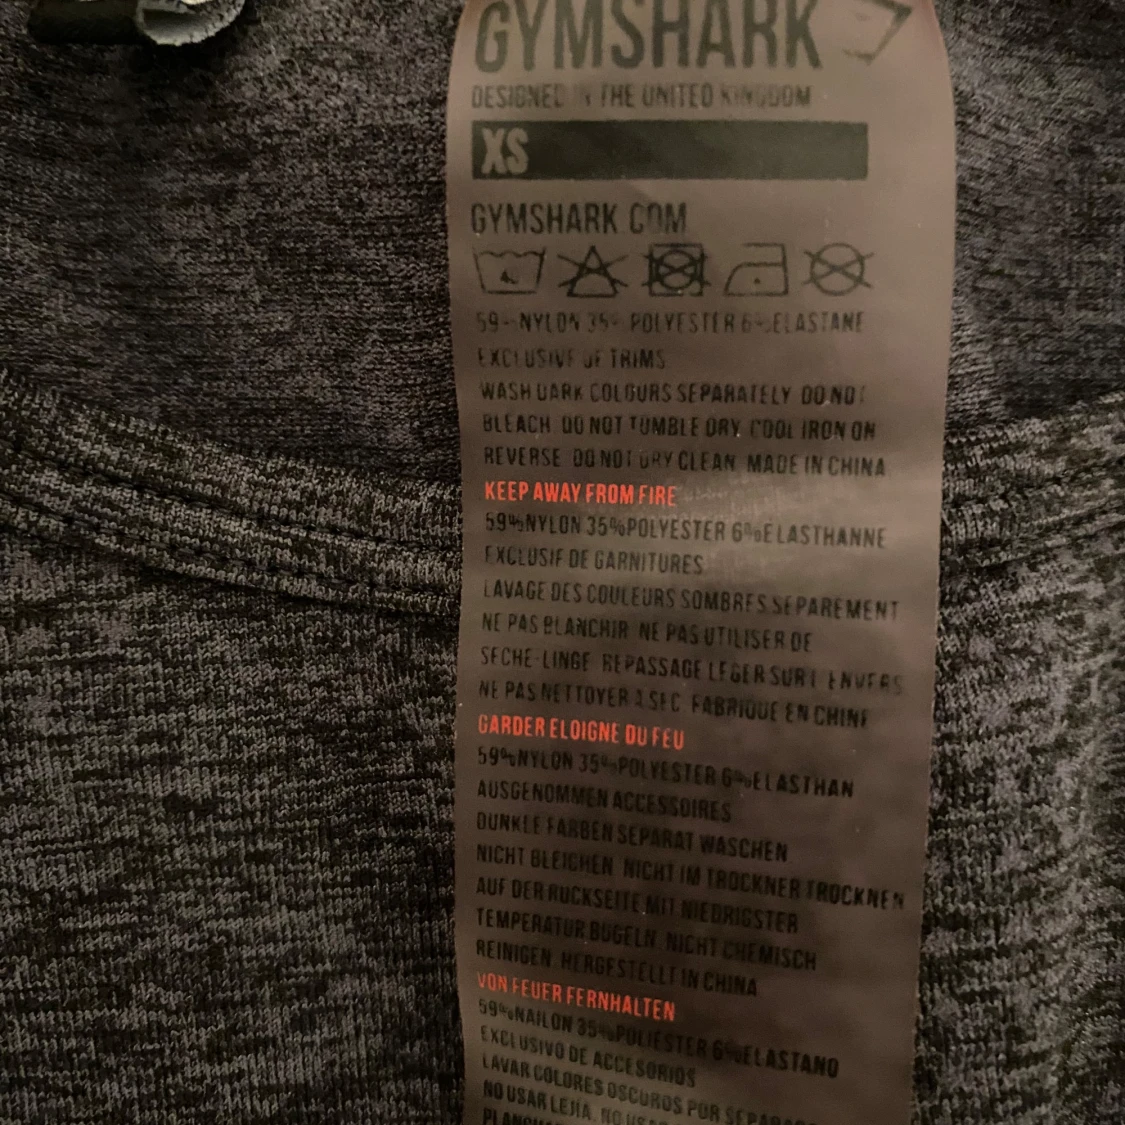 GYMSHARK
DESIGNED IN THE UNITED KINGDOM
XS
GYMSHARK.COM
59% NYLON 35% POLYESTER 6% ELASTANE
EXCLUSIVE OF TRIMS
WASH DARK COLOURS SEPARATELY. DO NOT
BLEACH. DO NOT TUMBLE DRY. COOL IRON ON
REVERSE. DO NOT DRY CLEAN. MADE IN CHINA
KEEP AWAY FROM FIRE
59%NYLON 35%POLYESTER 6%ELASTHANNE
EXCLUSIF DE GARNITURES
LAVAGE DES COULEURS SOMBRES SEPAREMENT
NE PAS BLANCHIR. NE PAS UTILISER DE
SECHE-LINGE. REPASSAGE LEGER SUR L ENVERS
NE PAS NETTOYER A SEC. FABRIQUE EN CHINE
GARDER ELOIGNE DU FEU
59%NYLON 35%POLYESTER 6%ELASTHAN
AUSGENOMMEN ACCESSOIRES
DUNKLE FARBEN SEPARAT WASCHEN
NICHT BLEICHEN. NICHT IM TROCKNER TROCKNEN
AUF DER RUCKSEITE MIT NIEDRIGSTER
TEMPERATUR BUGELN. NICHT CHEMISCH
REINIGEN. HERGESTELLT IN CHINA
VON FEUER FERNHALTEN
59%NAILON 35%POLIESTER 6%ELASTANO
EXCLUSIVO DE ACCESORIOS
LAVAR COLORES OSCUROS POR SEPARADO
NO USAR LEJIA. NO USAR